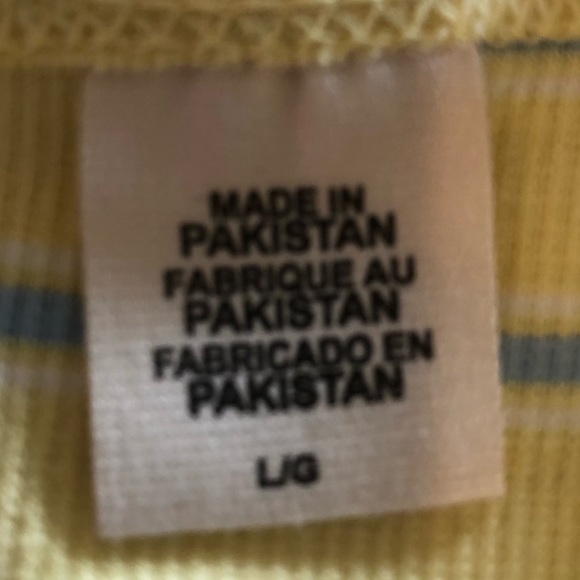 MADE IN
PAKISTAN
FABRIQUE AU
PAKISTAN
FABRICADO EN
PAKISTAN
L/G